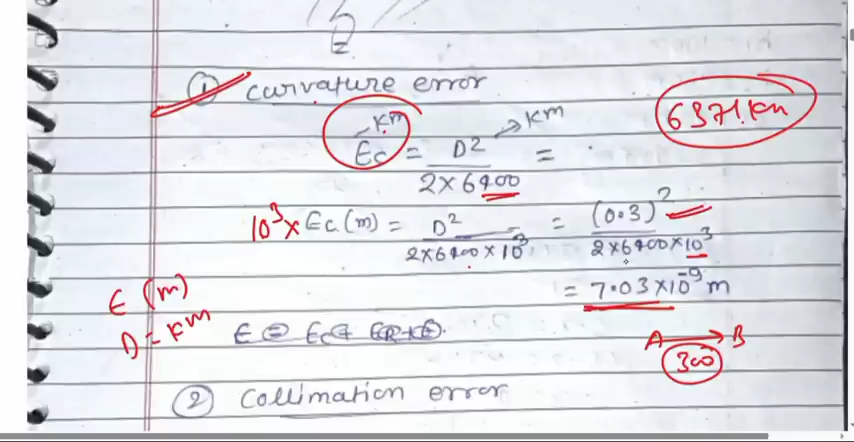 ① Curvature error
6371 km
km
Ec = D² / 2×6400 =
→ km
10³ × Ec (m) = D² / 2×6400×10³ = (0.3)² / 2×6400×10³
= 7.03×10⁻⁹ m
E (m)
D - km
A → B
300
② Collimation error